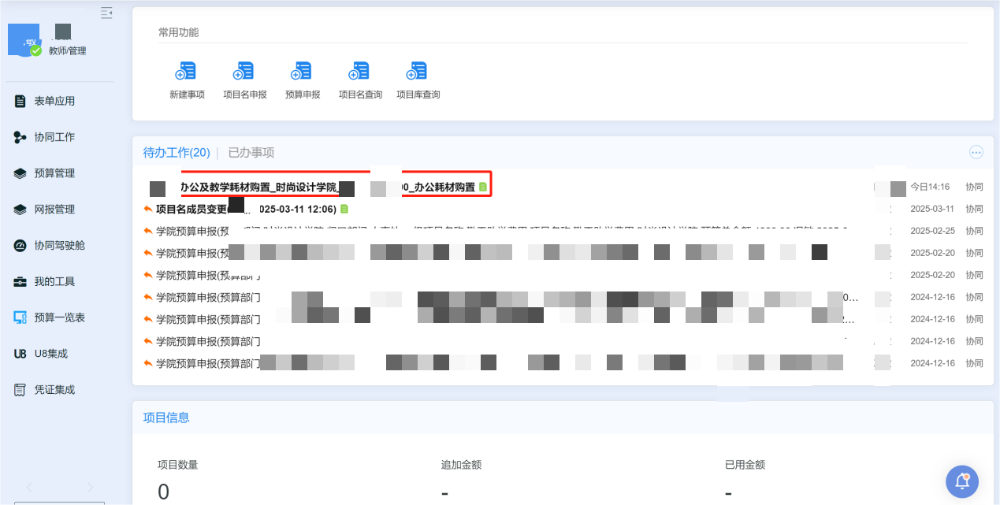 敏
教师/管理
表单应用
协同工作
预算管理
网报管理
协同驾驶舱
我的工具
预算一览表
U8 U8集成
凭证集成
常用功能
新建事项 项目名申报 预算申报 项目名查询 项目库查询
待办工作(20) | 已办事项
办公及教学耗材购置_时尚设计学院_ 00_办公耗材购置 今日14:16 协同
项目名成员变更( 025-03-11 12:06) 2025-03-11 协同
学院预算申报(预 2025-02-25 协同
学院预算申报(预 2025-02-20 协同
学院预算申报(预算部门 2025-02-20 协同
学院预算申报(预算部门 0... 2024-12-16 协同
学院预算申报(预算部门 2... 2024-12-16 协同
学院预算申报(预算部门 2024-12-16 协同
学院预算申报(预算部门 2024-12-16 协同
项目信息
项目数量 追加金额 已用金额
0 - -